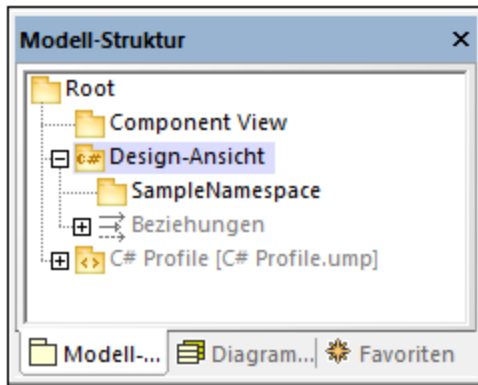 Modell-Struktur
Root
Component View
c# Design-Ansicht
SampleNamespace
Beziehungen
C# Profile [C# Profile.ump]
Modell-... Diagram... Favoriten